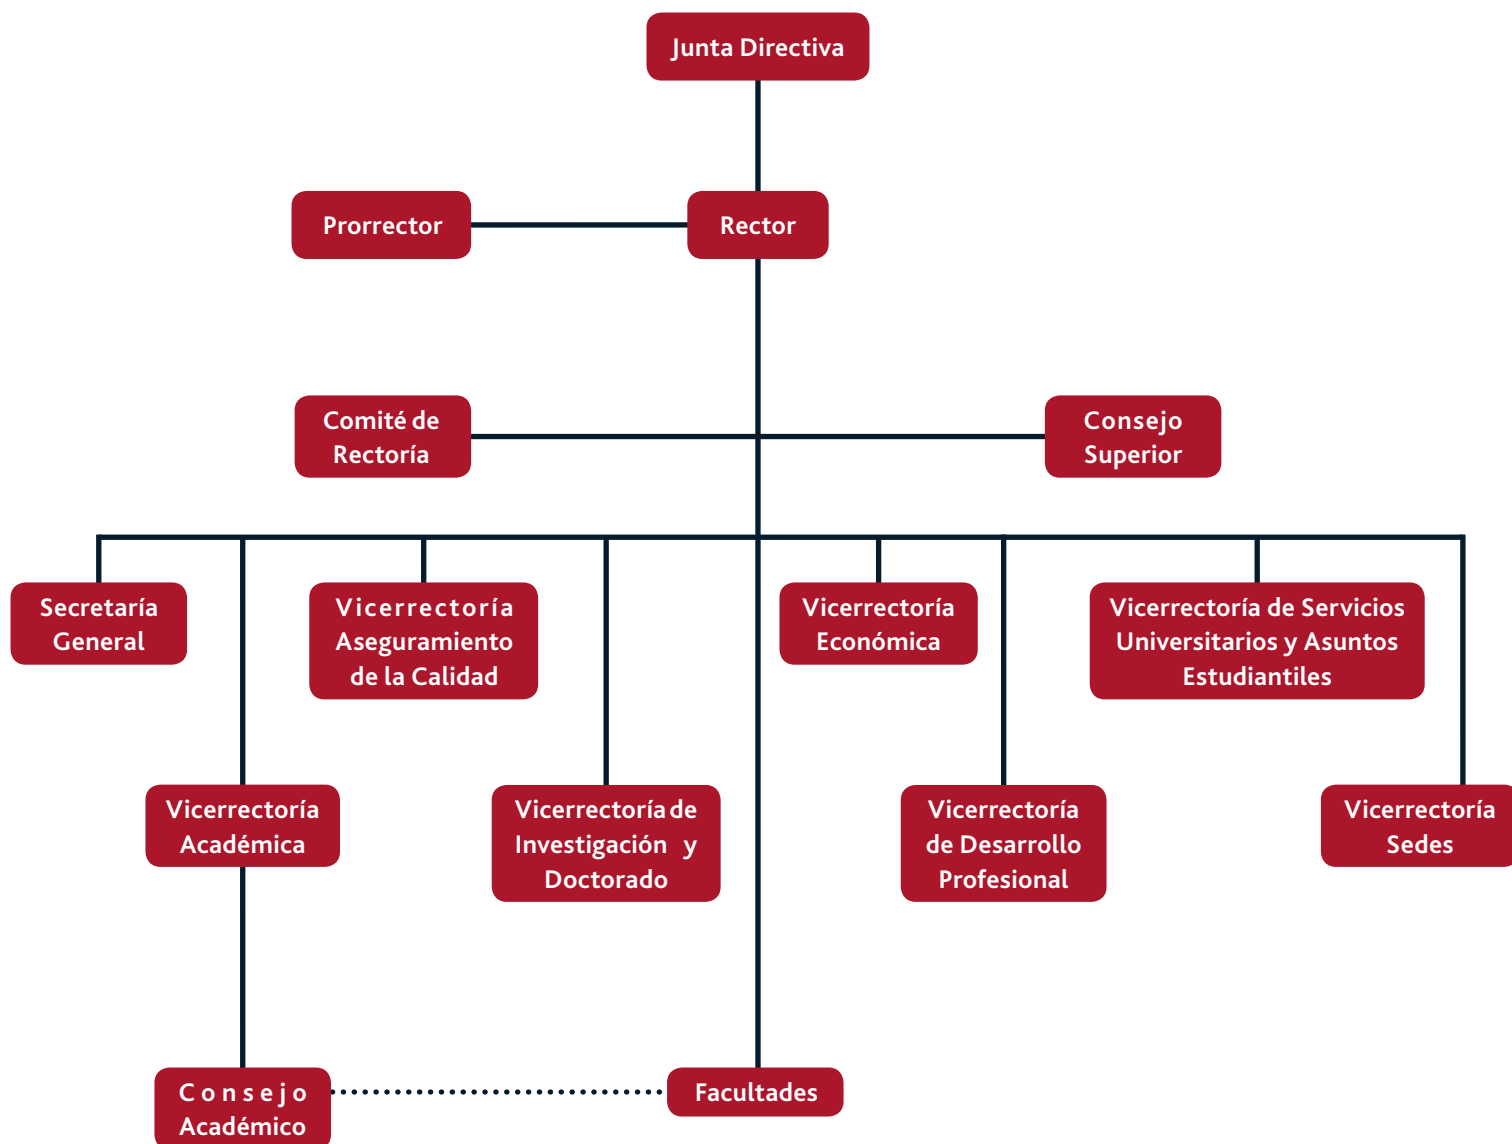 Junta Directiva
Prorrector
Rector
Comité de
Rectoría
Consejo
Superior
Secretaría
General
Vicerrectoría
Aseguramiento
de la Calidad
Vicerrectoría
Económica
Vicerrectoría de Servicios
Universitarios y Asuntos
Estudiantiles
Vicerrectoría
Académica
Vicerrectoría de
Investigación y
Doctorado
Vicerrectoría
de Desarrollo
Profesional
Vicerrectoría
Sedes
Consejo
Académico
Facultades